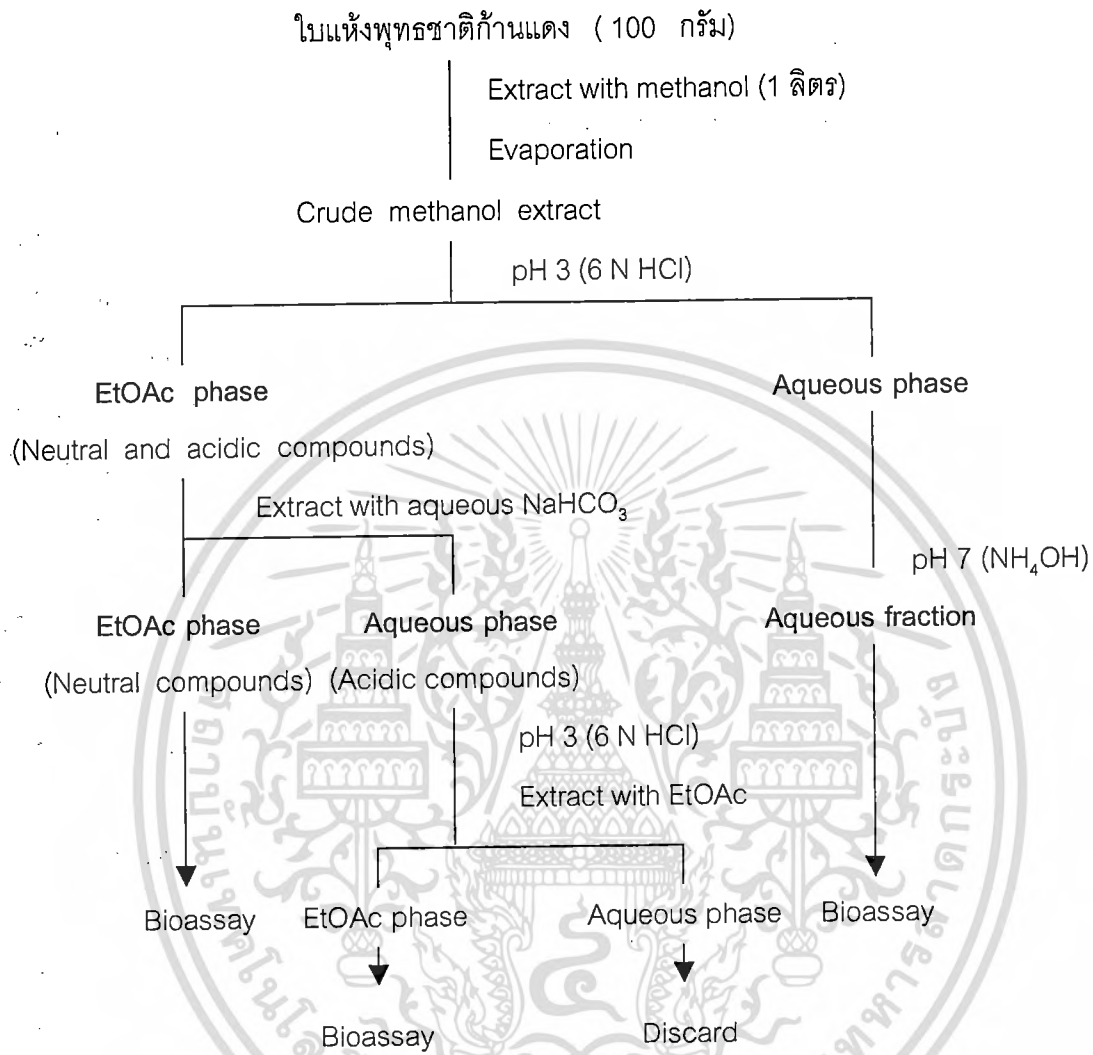 ใบแห้งพุทธชาติก้านแดง ( 100 กรัม)
Extract with methanol (1 ลิตร)
Evaporation
Crude methanol extract
pH 3 (6 N HCl)
EtOAc phase
Aqueous phase
(Neutral and acidic compounds)
Extract with aqueous NaHCO₃
pH 7 (NH₄OH)
EtOAc phase
Aqueous phase
Aqueous fraction
(Neutral compounds) (Acidic compounds)
pH 3 (6 N HCl)
Extract with EtOAc
Bioassay
EtOAc phase
Aqueous phase
Bioassay
Bioassay
Discard